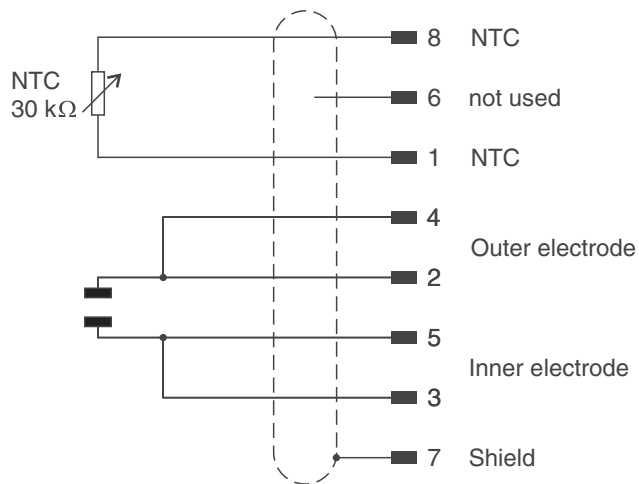 8 NTC
NTC
30 kΩ
6 not used
1 NTC
4
Outer electrode
2
5
Inner electrode
3
7 Shield